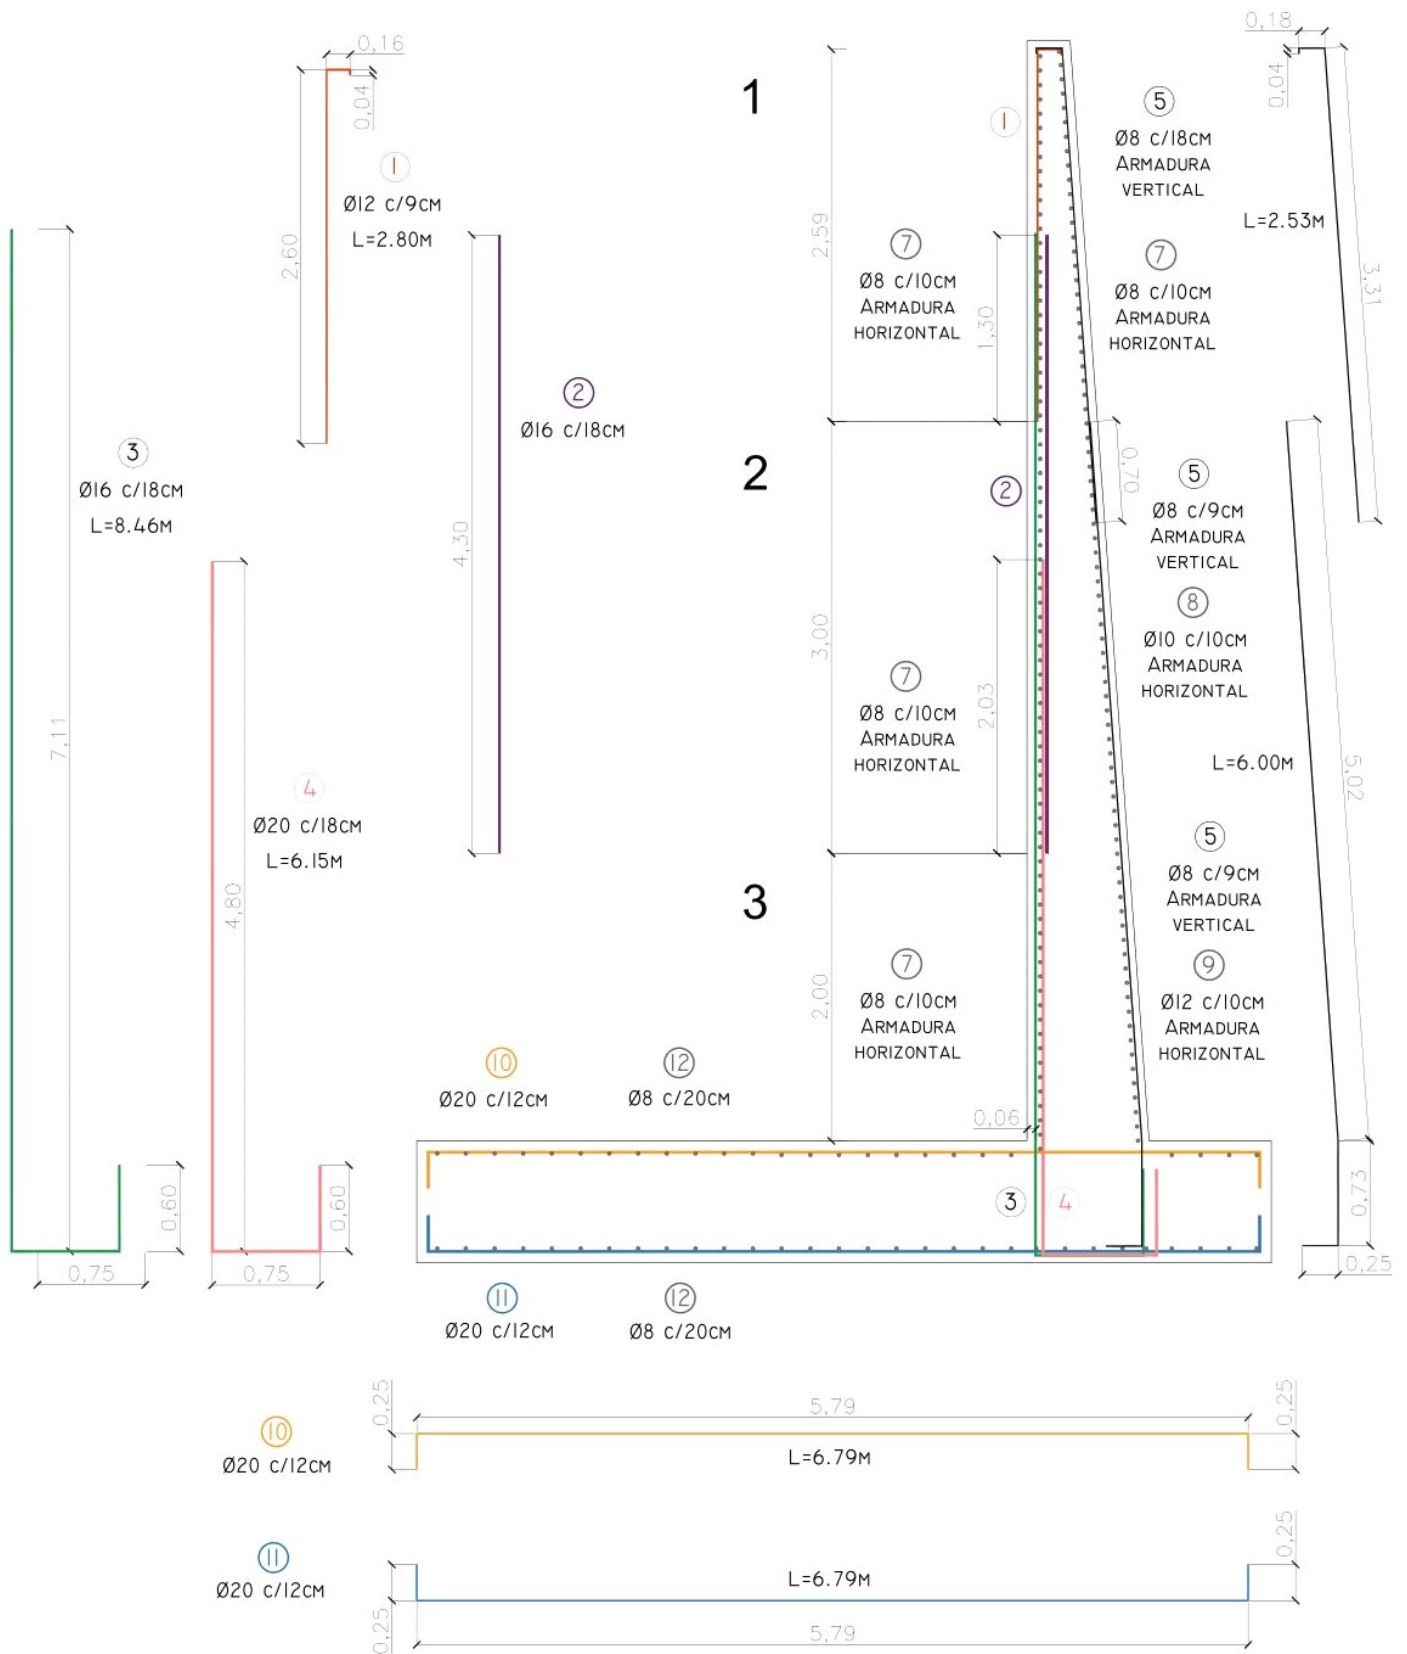 0,16
0,04
2,60
1
Ø12 c/9cm
L=2.80m
7,11
3
Ø16 c/18cm
L=8.46m
0,60
0,75
4,80
4
Ø20 c/18cm
L=6.15m
0,60
0,75
4,30
2
Ø16 c/18cm
1
2
3
2,59
3,00
2,00
7
Ø8 c/10cm
Armadura
horizontal
7
Ø8 c/10cm
Armadura
horizontal
7
Ø8 c/10cm
Armadura
horizontal
1
1,30
2
2,03
0,06
0,70
3
4
5
Ø8 c/18cm
Armadura
vertical
7
Ø8 c/10cm
Armadura
horizontal
5
Ø8 c/9cm
Armadura
vertical
8
Ø10 c/10cm
Armadura
horizontal
5
Ø8 c/9cm
Armadura
vertical
9
Ø12 c/10cm
Armadura
horizontal
0,18
0,04
L=2.53m
3,31
L=6.00m
5,02
0,73
0,25
10
Ø20 c/12cm
12
Ø8 c/20cm
11
Ø20 c/12cm
12
Ø8 c/20cm
10
Ø20 c/12cm
0,25
5,79
L=6.79m
0,25
11
Ø20 c/12cm
0,25
L=6.79m
5,79
0,25